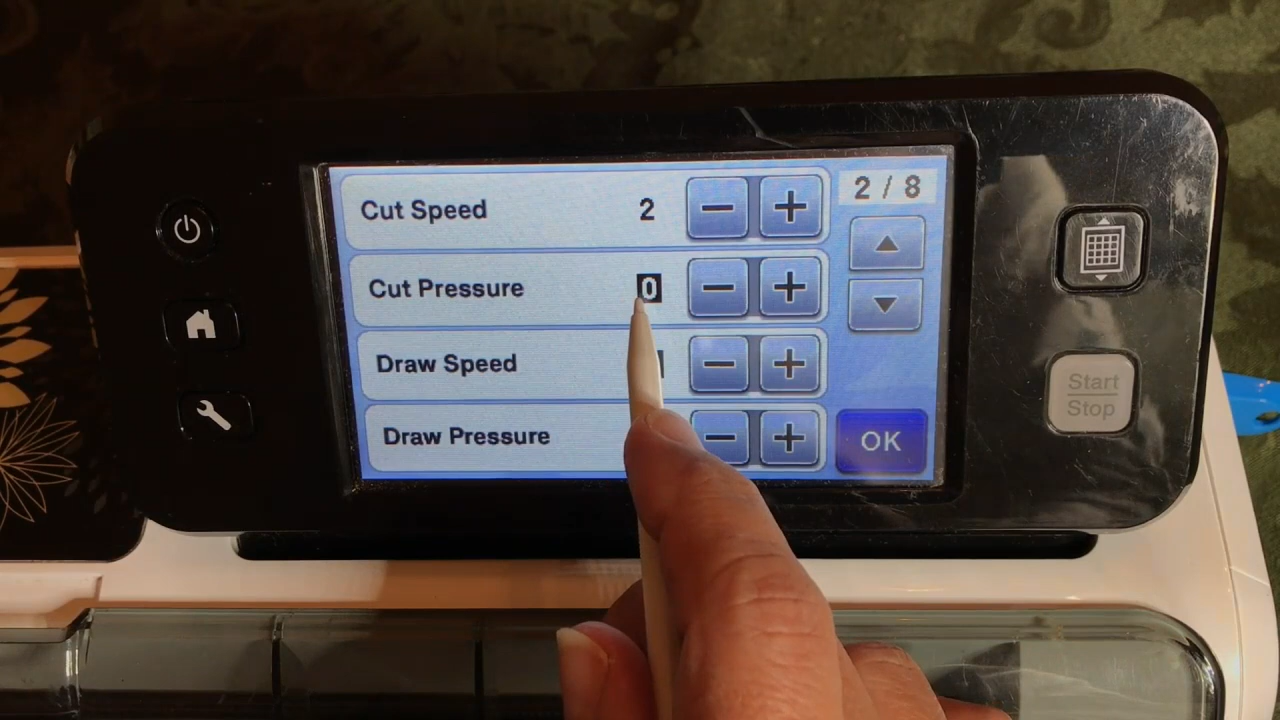 Cut Speed 2 − +
2 / 8
Cut Pressure 0 − +
Draw Speed − +
Draw Pressure − +
OK
Start
Stop